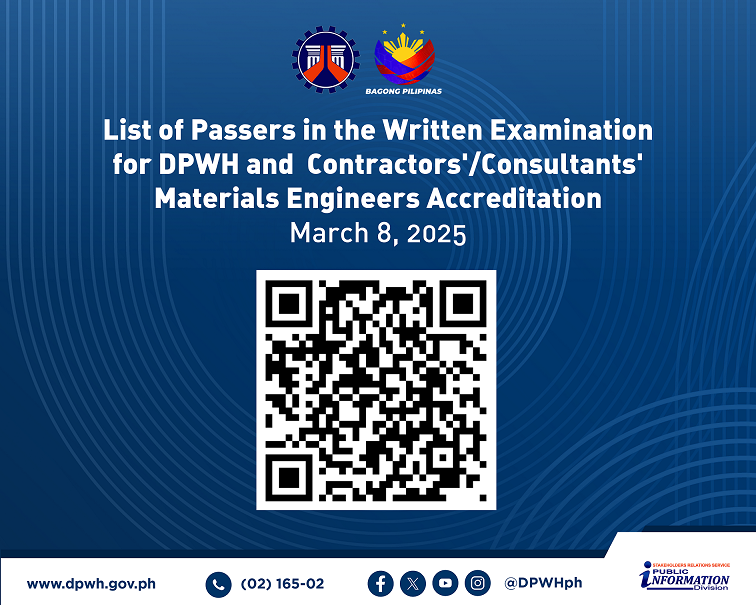 BAGONG PILIPINAS
List of Passers in the Written Examination
for DPWH and Contractors'/Consultants'
Materials Engineers Accreditation
March 8, 2025
www.dpwh.gov.ph
(02) 165-02
@DPWHph
STAKEHOLDERS RELATIONS SERVICE
PUBLIC
iNFORMATION
Division